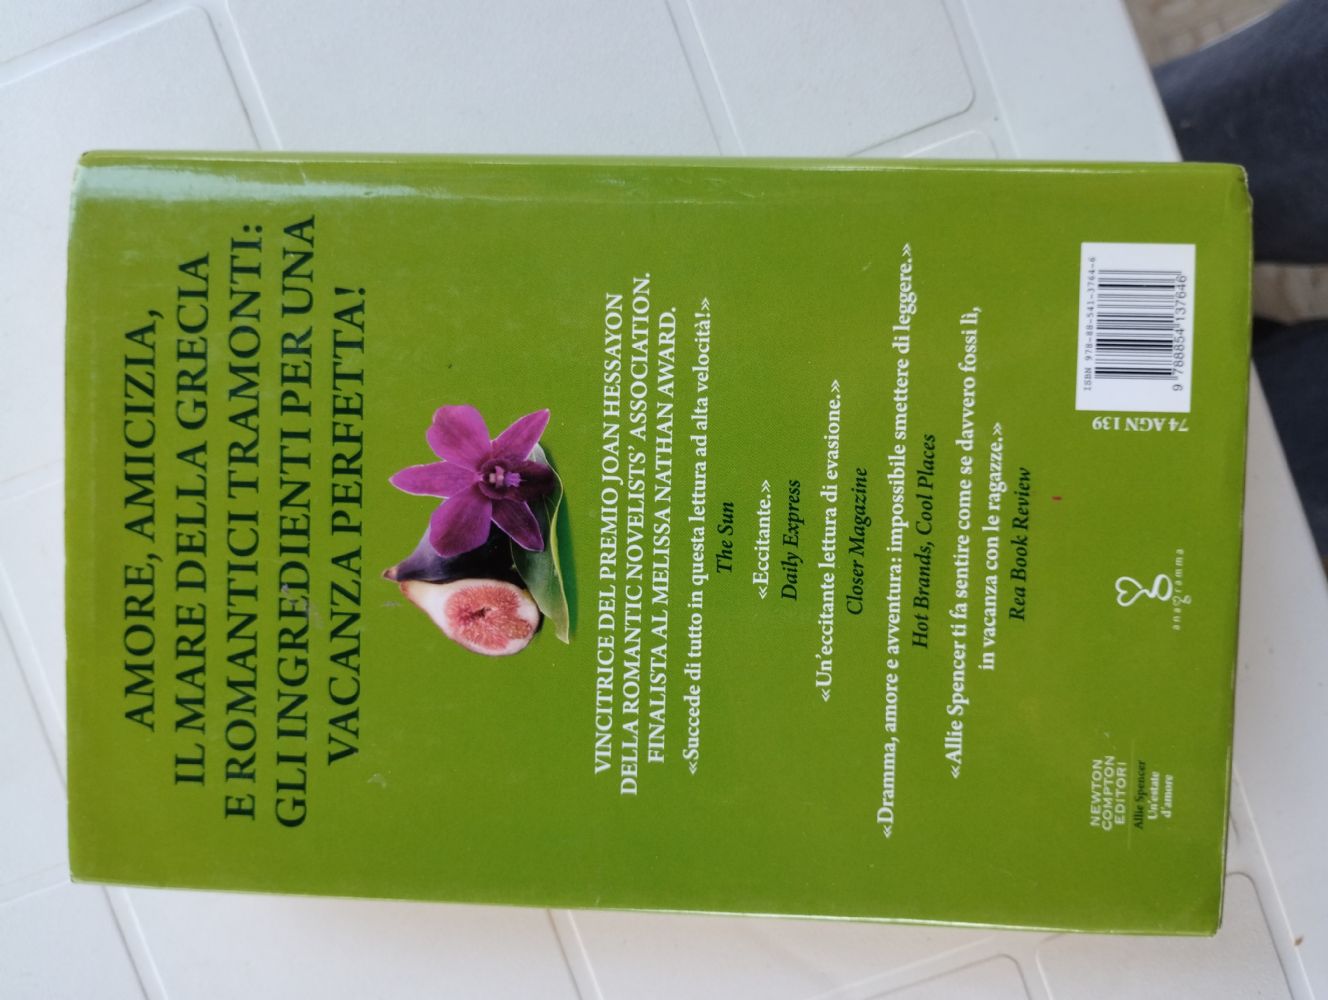 AMORE, AMICIZIA,
IL MARE DELLA GRECIA
E ROMANTICI TRAMONTI:
GLI INGREDIENTI PER UNA
VACANZA PERFETTA!
VINCITRICE DEL PREMIO JOAN HESSAYON
DELLA ROMANTIC NOVELISTS' ASSOCIATION.
FINALISTA AL MELISSA NATHAN AWARD.
«Succede di tutto in questa lettura ad alta velocità!»
The Sun
«Eccitante.»
Daily Express
«Un'eccitante lettura di evasione.»
Closer Magazine
«Dramma, amore e avventura: impossibile smettere di leggere.»
Hot Brands, Cool Places
«Allie Spencer ti fa sentire come se davvero fossi lì,
in vacanza con le ragazze.»
Rea Book Review
NEWTON
COMPTON
EDITORI
Allie Spencer
Un'estate
d'amore
anagramma
74 AGN 139
ISBN 978-88-541-3764-6
9 788854 137646